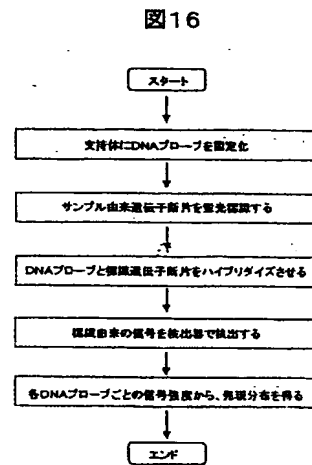 図16
スタート
支持体にDNAプローブを固定化
サンプル由来遺伝子断片を蛍光標識する
DNAプローブと標識遺伝子断片をハイブリダイズさせる
標識由来の信号を検出器で検出する
各DNAプローブごとの信号強度から、発現分布を得る
エンド